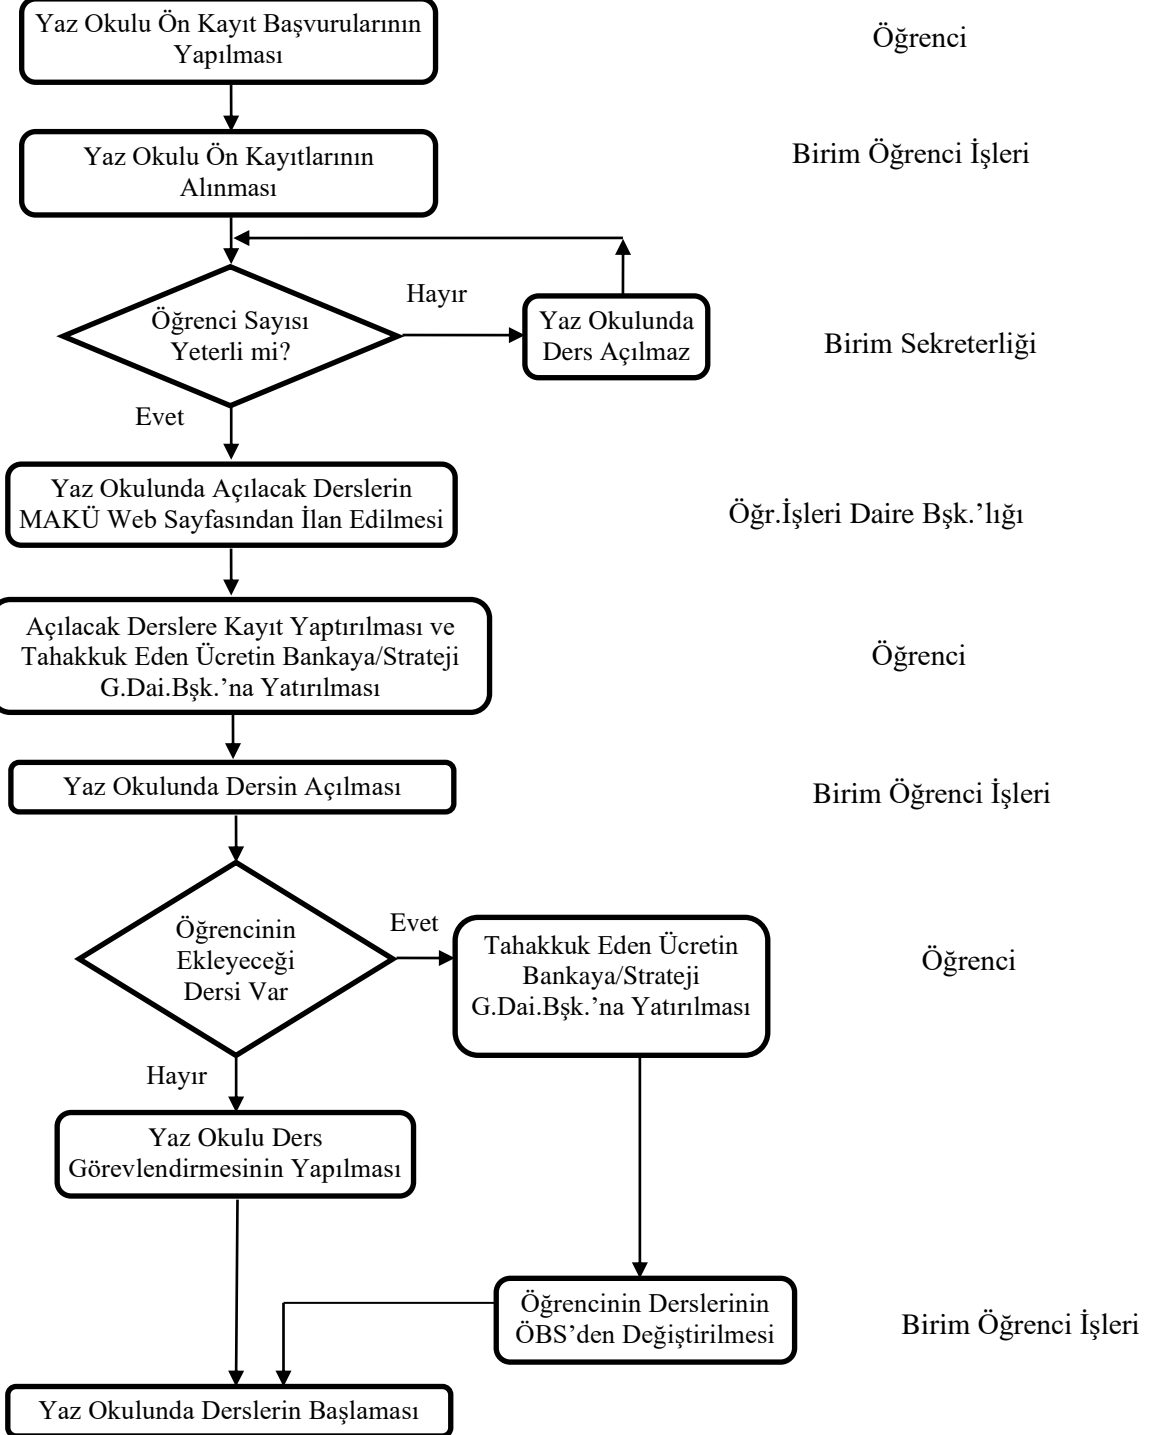 Yaz Okulu Ön Kayıt Başvurularının
Yapılması
Öğrenci
Yaz Okulu Ön Kayıtlarının
Alınması
Birim Öğrenci İşleri
Öğrenci Sayısı
Yeterli mi?
Hayır
Yaz Okulunda
Ders Açılmaz
Birim Sekreterliği
Evet
Yaz Okulunda Açılacak Derslerin
MAKÜ Web Sayfasından İlan Edilmesi
Öğr.İşleri Daire Bşk.’lığı
Açılacak Derslere Kayıt Yaptırılması ve
Tahakkuk Eden Ücretin Bankaya/Strateji
G.Dai.Bşk.’na Yatırılması
Öğrenci
Yaz Okulunda Dersin Açılması
Birim Öğrenci İşleri
Öğrencinin
Ekleyeceği
Dersi Var
Evet
Tahakkuk Eden Ücretin
Bankaya/Strateji
G.Dai.Bşk.’na Yatırılması
Öğrenci
Hayır
Yaz Okulu Ders
Görevlendirmesinin Yapılması
Öğrencinin Derslerinin
ÖBS’den Değiştirilmesi
Birim Öğrenci İşleri
Yaz Okulunda Derslerin Başlaması